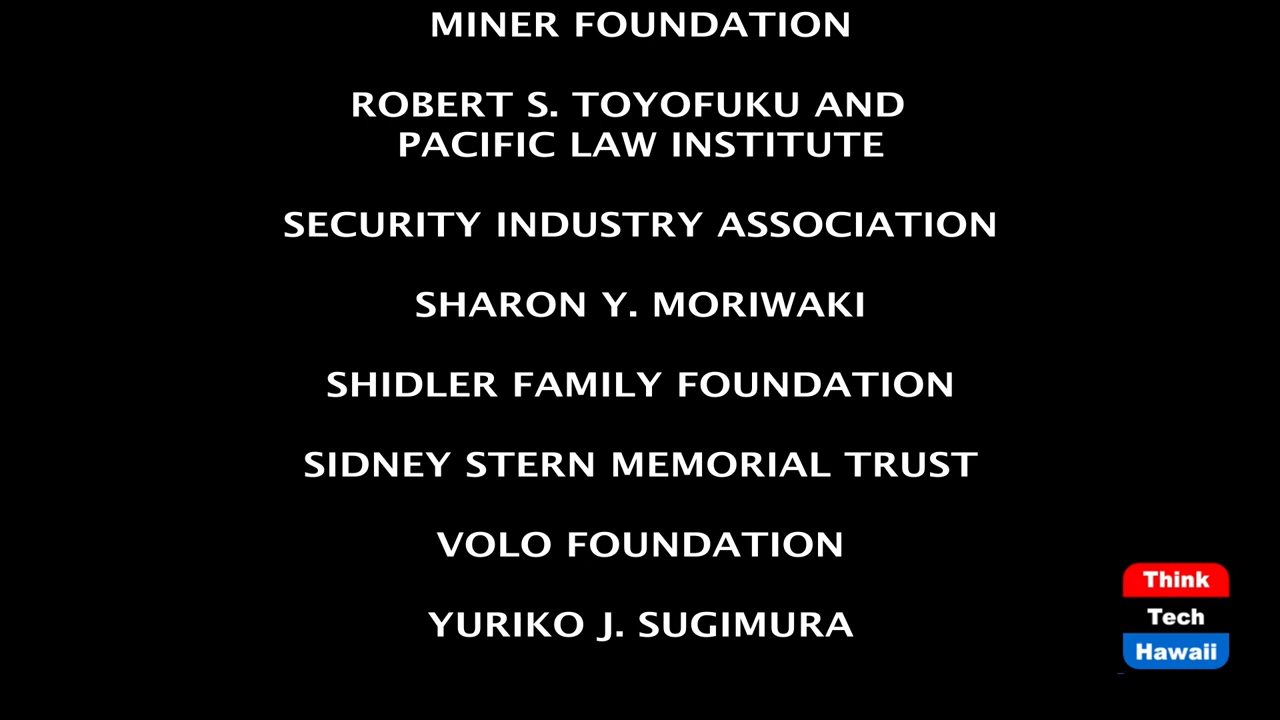 MINER FOUNDATION
ROBERT S. TOYOFUKU AND
PACIFIC LAW INSTITUTE
SECURITY INDUSTRY ASSOCIATION
SHARON Y. MORIWAKI
SHIDLER FAMILY FOUNDATION
SIDNEY STERN MEMORIAL TRUST
VOLO FOUNDATION
YURIKO J. SUGIMURA
Think
Tech
Hawaii